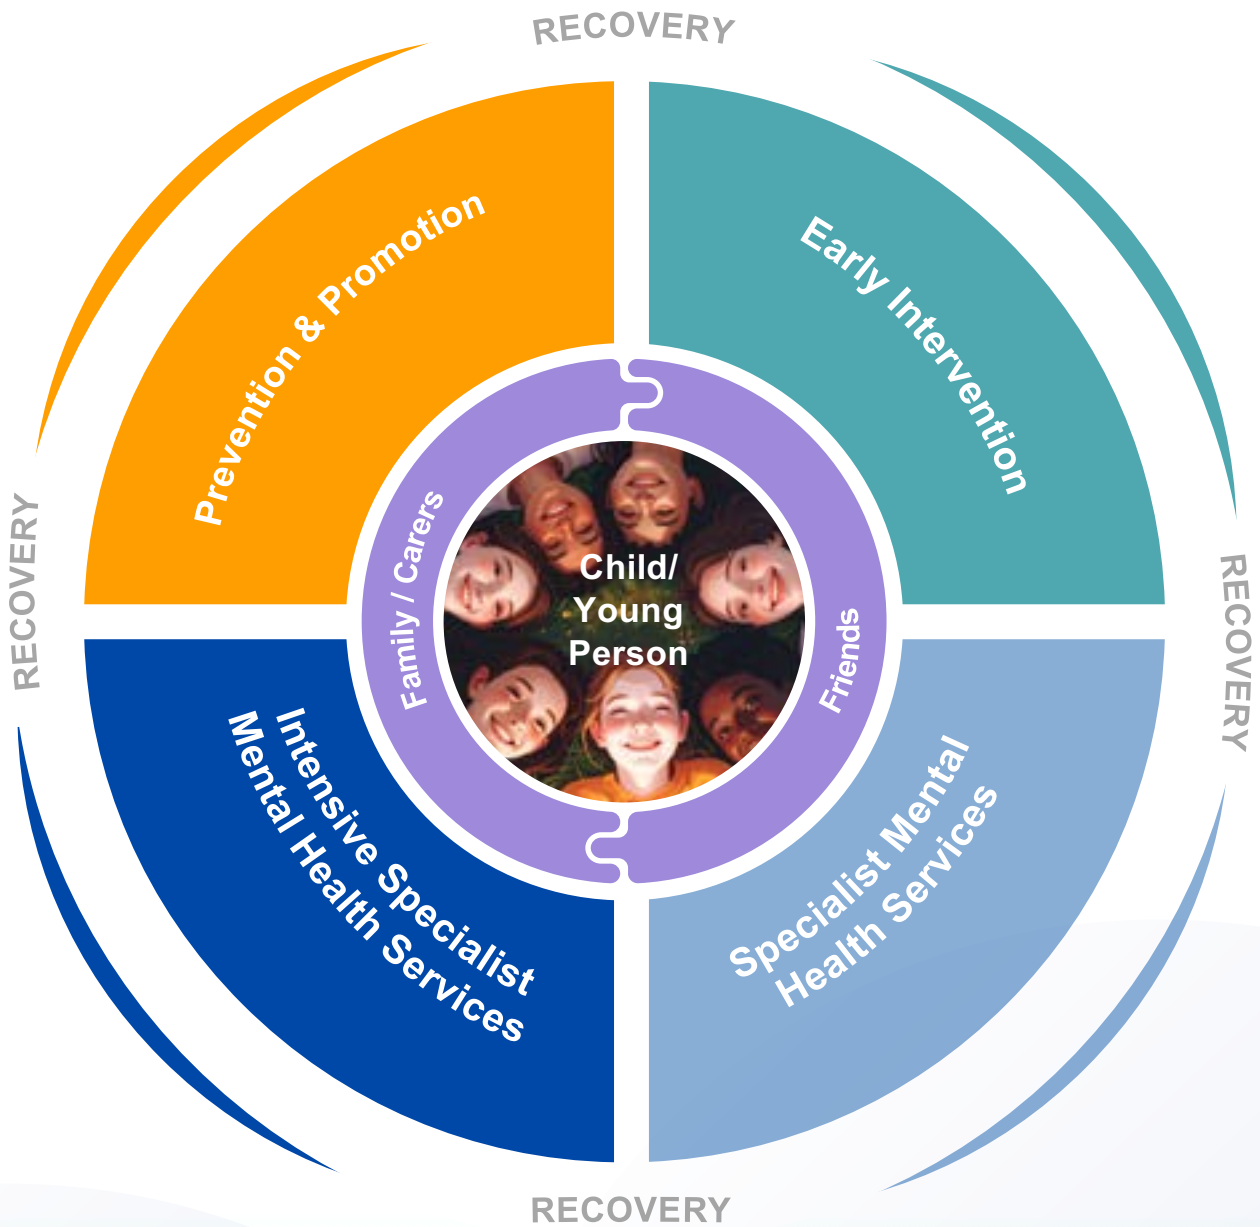 RECOVERY
Prevention & Promotion
Early Intervention
Family / Carers
Child/
Young
Person
Friends
RECOVERY
RECOVERY
Intensive Specialist
Mental Health Services
Specialist Mental
Health Services
RECOVERY